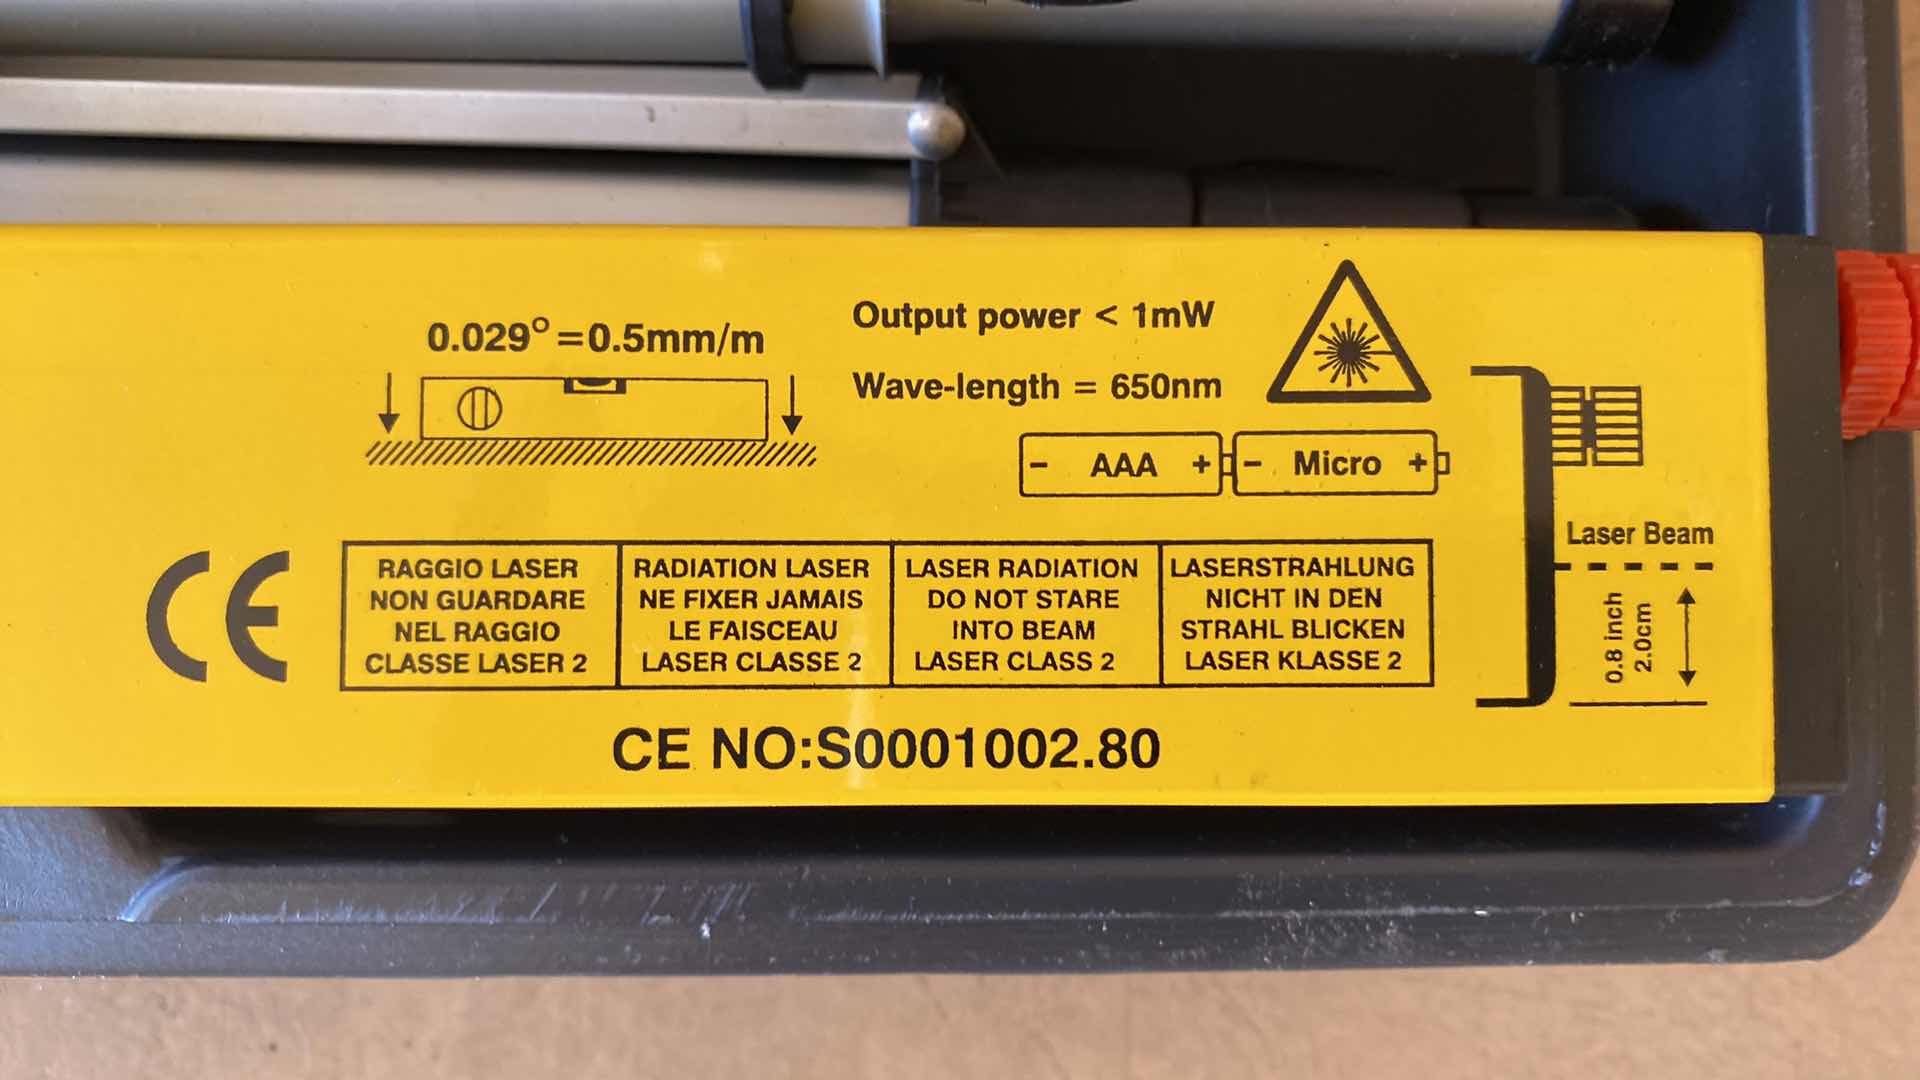 0.029°=0.5mm/m
Output power < 1mW
Wave-length = 650nm
- AAA + - Micro +
Laser Beam
0.8 inch
2.0cm
CE
RAGGIO LASER
NON GUARDARE
NEL RAGGIO
CLASSE LASER 2
RADIATION LASER
NE FIXER JAMAIS
LE FAISCEAU
LASER CLASSE 2
LASER RADIATION
DO NOT STARE
INTO BEAM
LASER CLASS 2
LASERSTRAHLUNG
NICHT IN DEN
STRAHL BLICKEN
LASER KLASSE 2
CE NO:S0001002.80